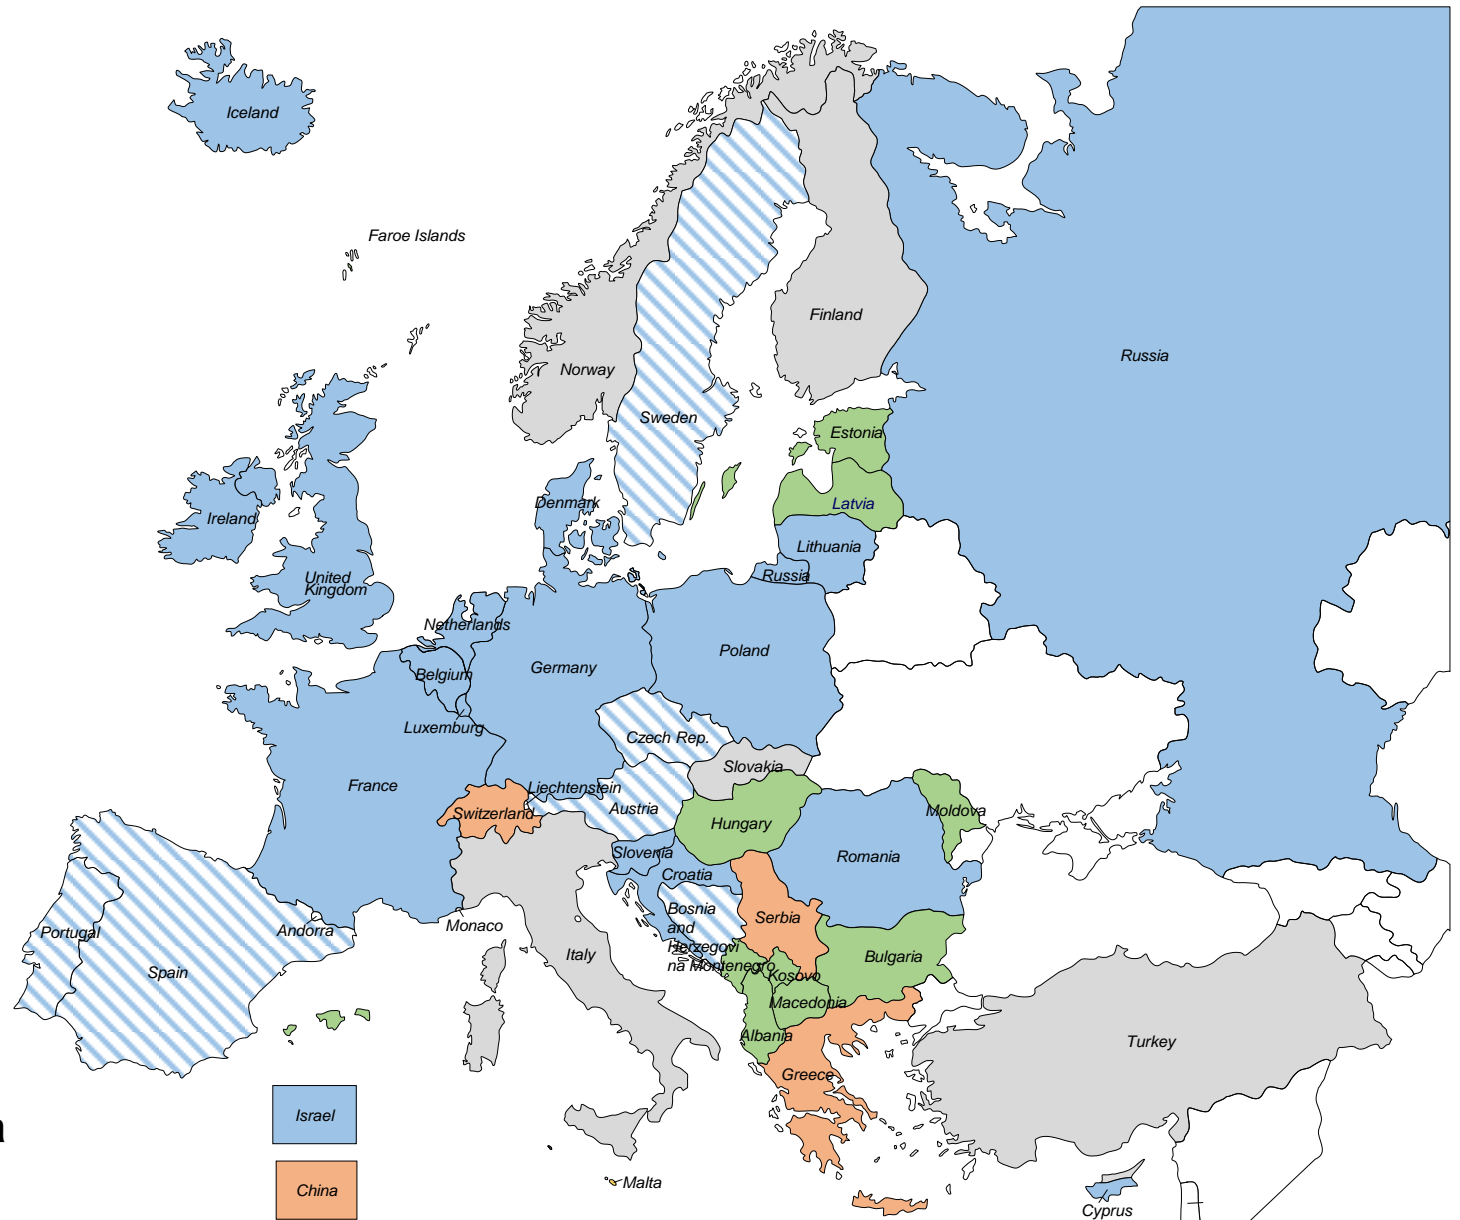 Iceland
Faroe Islands
Finland
Russia
Norway
Sweden
Estonia
Latvia
Denmark
Ireland
Lithuania
Russia
United
Kingdom
Netherlands
Poland
Germany
Belgium
Luxemburg
Czech Rep.
Slovakia
France
Liechtenstein
Austria
Switzerland
Moldova
Hungary
Slovenia
Romania
Croatia
Bosnia
and
Herzegovi
na Montenegro
Serbia
Monaco
Andorra
Portugal
Italy
Bulgaria
Spain
Kosovo
Macedonia
Albania
Turkey
Greece
Israel
Malta
China
Cyprus